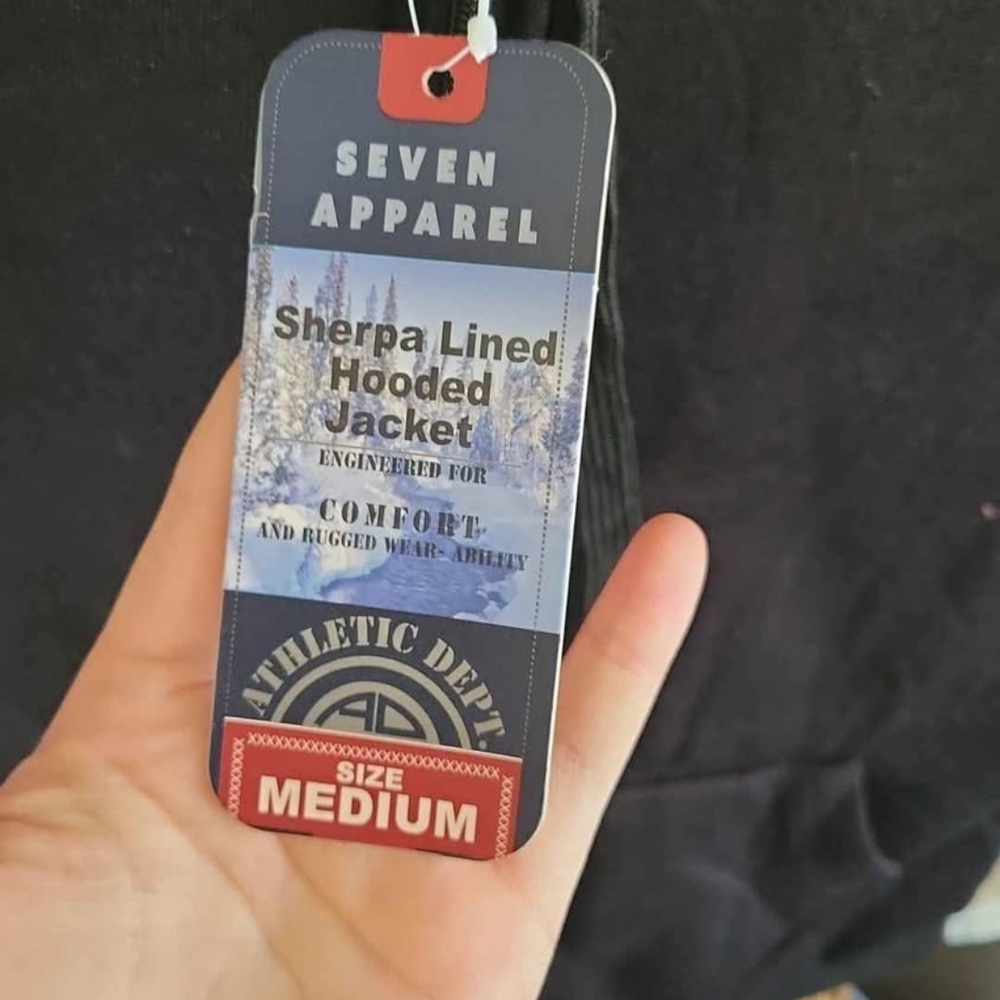 SEVEN
APPAREL
Sherpa Lined
Hooded
Jacket
ENGINEERED FOR
COMFORT
AND RUGGED WEAR- ABILITY
ATHLETIC DEPT.
SIZE
MEDIUM